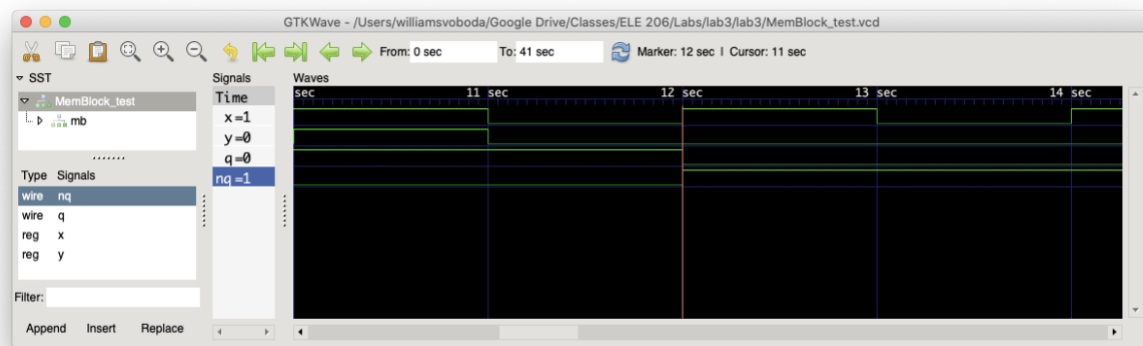 GTKWave - /Users/williamsvoboda/Google Drive/Classes/ELE 206/Labs/lab3/lab3/MemBlock_test.vcd
From: 0 sec To: 41 sec Marker: 12 sec | Cursor: 11 sec
SST
MemBlock_test
mb
Type Signals
wire nq
wire q
reg x
reg y
Filter:
Append Insert Replace
Signals
Time
x=1
y=0
q=0
nq=1
Waves
sec 11 sec 12 sec 13 sec 14 sec